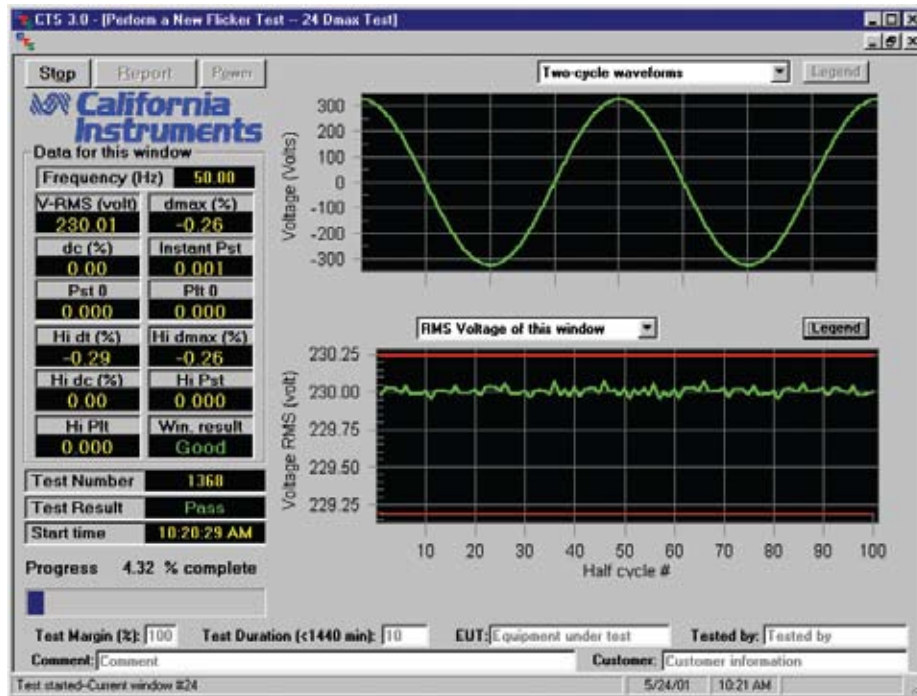 CTS 3.0 - [Perform a New Flicker Test -- 24 Dmax Test]
Stop Report Power
California Instruments
Data for this window
Frequency (Hz) 50.00
V-RMS (volt) dmax (%)
230.01 -0.26
dc (%) Instant Pst
0.00 0.001
Pst 0 Plt 0
0.000 0.000
Hi dt (%) Hi dmax (%)
-0.29 -0.26
Hi dc (%) Hi Pst
0.00 0.000
Hi Plt Win. result
0.000 Good
Test Number 1368
Test Result Pass
Start time 10:20:29 AM
Progress 4.32 % complete
Two-cycle waveforms Legend
Voltage (Volts)
300
200
100
0
-100
-200
-300
RMS Voltage of this window Legend
Voltage RMS (volt)
230.25
230.00
229.75
229.50
229.25
10 20 30 40 50 60 70 80 90 100
Half cycle #
Test Margin (%): 100 Test Duration (<1440 min): 10 EUT: Equipment under test Tested by: Tested by
Comment: Comment Customer: Customer information
Test started-Current window #24 5/24/01 10:21 AM